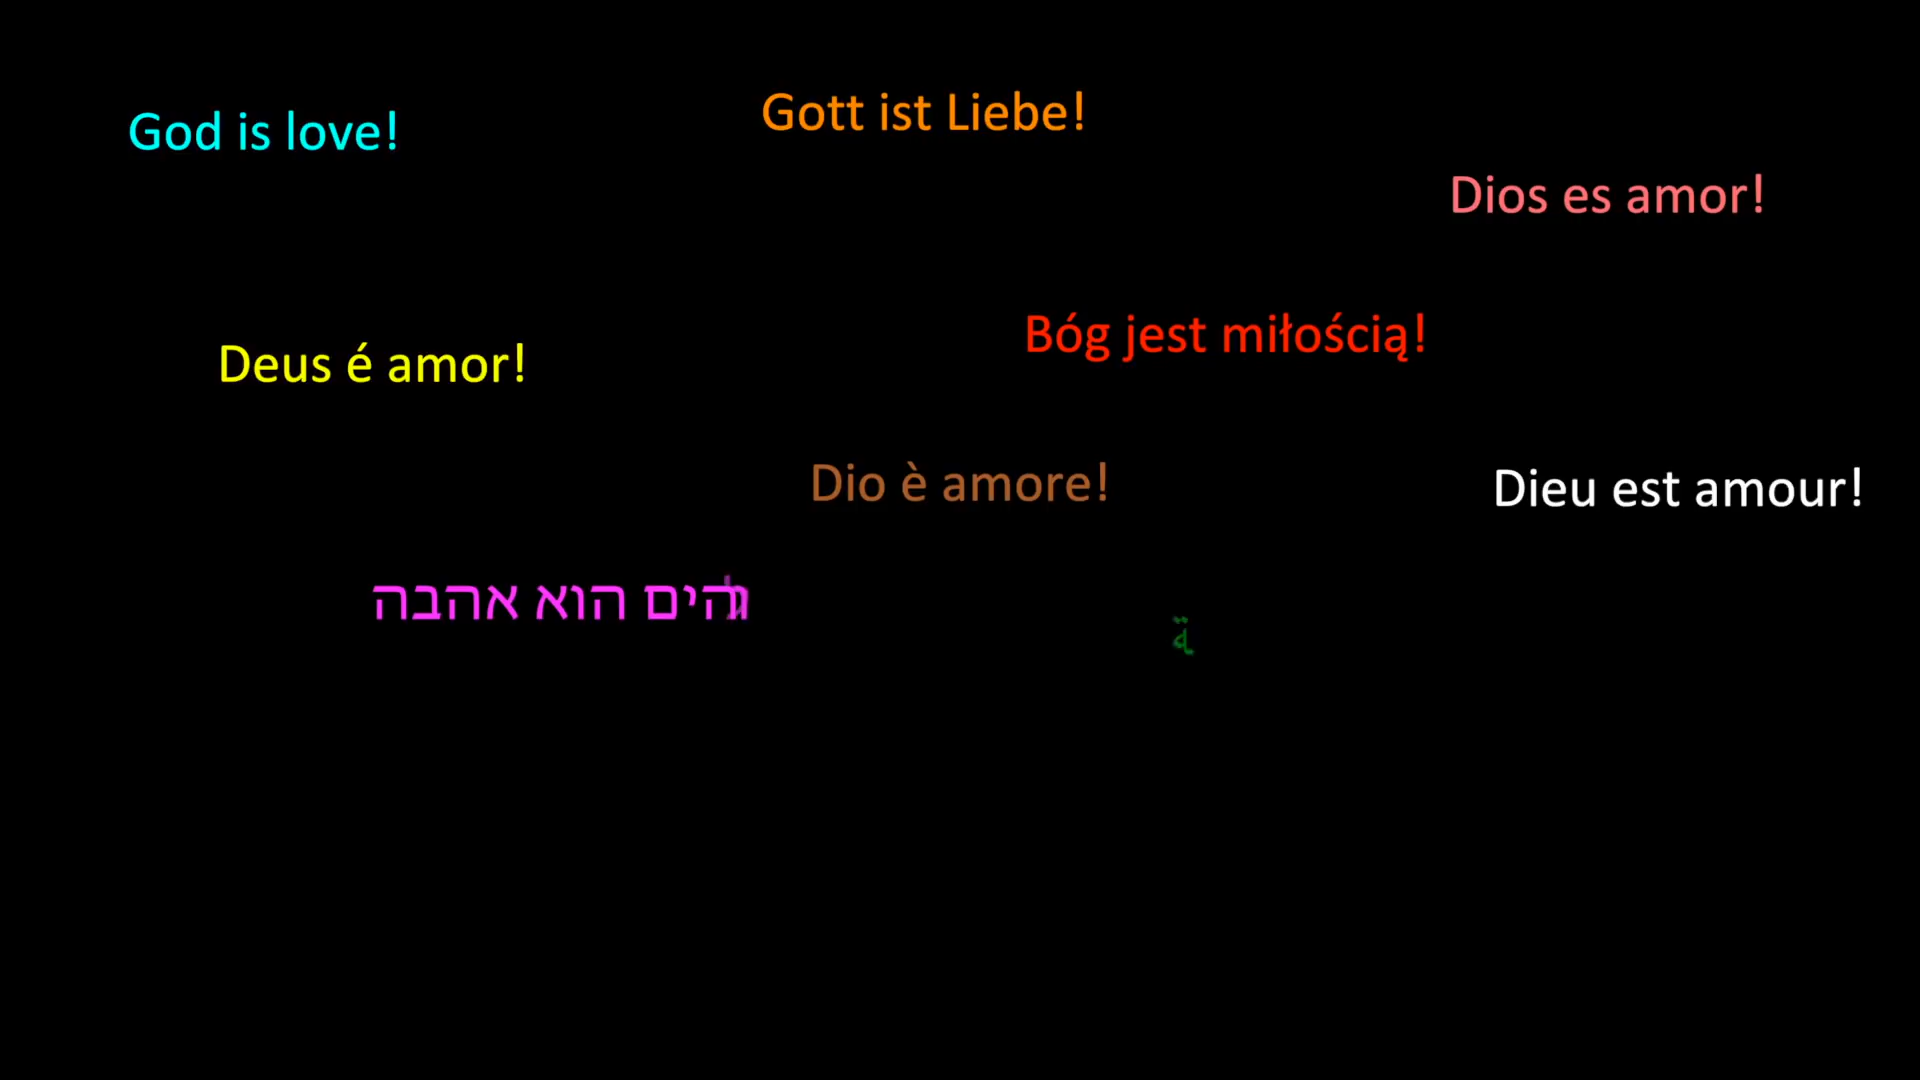 God is love!
Gott ist Liebe!
Dios es amor!
Deus é amor!
Bóg jest miłością!
Dio è amore!
Dieu est amour!
הוא אהבה